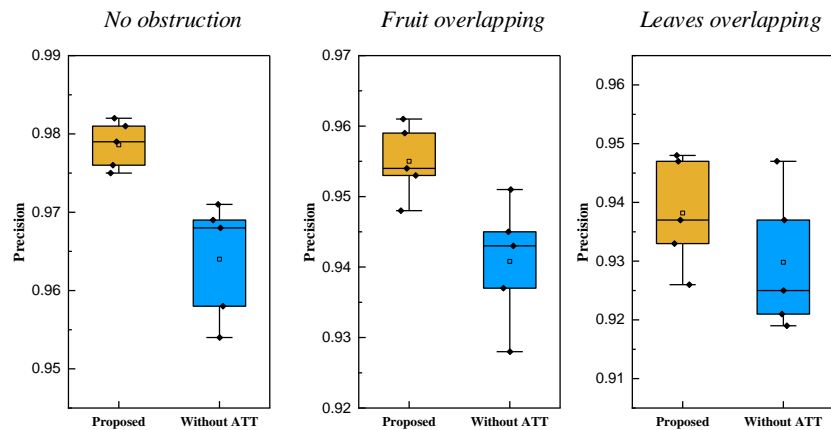 No obstruction
Fruit overlapping
Leaves overlapping
0.99
0.98
0.97
0.96
0.95
Precision
Proposed
Without ATT
0.97
0.96
0.95
0.94
0.93
0.92
Precision
Proposed
Without ATT
0.96
0.95
0.94
0.93
0.92
0.91
Precision
Proposed
Without ATT